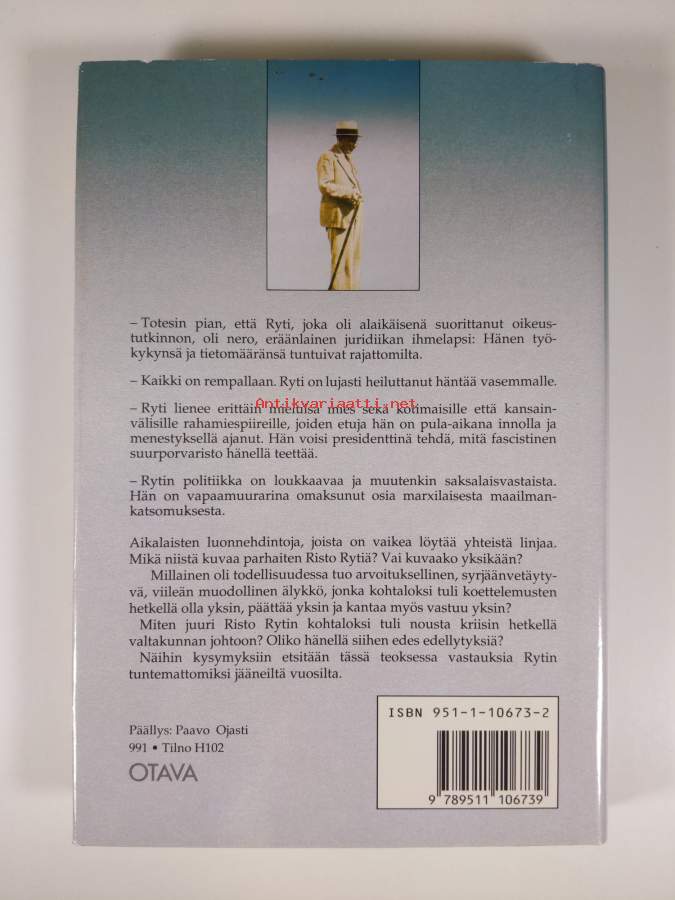 – Totesin pian, että Ryti, joka oli alaikäisenä suorittanut oikeus-
tutkinnon, oli nero, eräänlainen juridiikan ihmelapsi: Hänen työ-
kykynsä ja tietomääränsä tuntuivat rajattomilta.
– Kaikki on rempallaan. Ryti on lujasti heiluttanut häntää vasemmalle.
Antikvariaatti.net
– Ryti lienee erittäin mieluisa mies sekä kotimaisille että kansain-
välisille rahamiespiireille, joiden etuja hän on pula-aikana innolla ja
menestyksellä ajanut. Hän voisi presidenttinä tehdä, mitä fascistinen
suurporvaristo hänellä teettää.
– Rytin politiikka on loukkaavaa ja muutenkin saksalaisvastaista.
Hän on vapaamuurarina omaksunut osia marxilaisesta maailman-
katsomuksesta.
Aikalaisten luonnehdintoja, joista on vaikea löytää yhteistä linjaa.
Mikä niistä kuvaa parhaiten Risto Rytiä? Vai kuvaako yksikään?
Millainen oli todellisuudessa tuo arvoituksellinen, syrjäänvetäyty-
vä, viileän muodollinen älykkö, jonka kohtaloksi tuli koettelemusten
hetkellä olla yksin, päättää yksin ja kantaa myös vastuu yksin?
Miten juuri Risto Rytin kohtaloksi tuli nousta kriisin hetkellä
valtakunnan johtoon? Oliko hänellä siihen edes edellytyksiä?
Näihin kysymyksiin etsitään tässä teoksessa vastauksia Rytin
tuntemattomiksi jääneiltä vuosilta.
Päällys: Paavo Ojasti
991 • Tilno H102
OTAVA
ISBN 951-1-10673-2
9 789511 106739